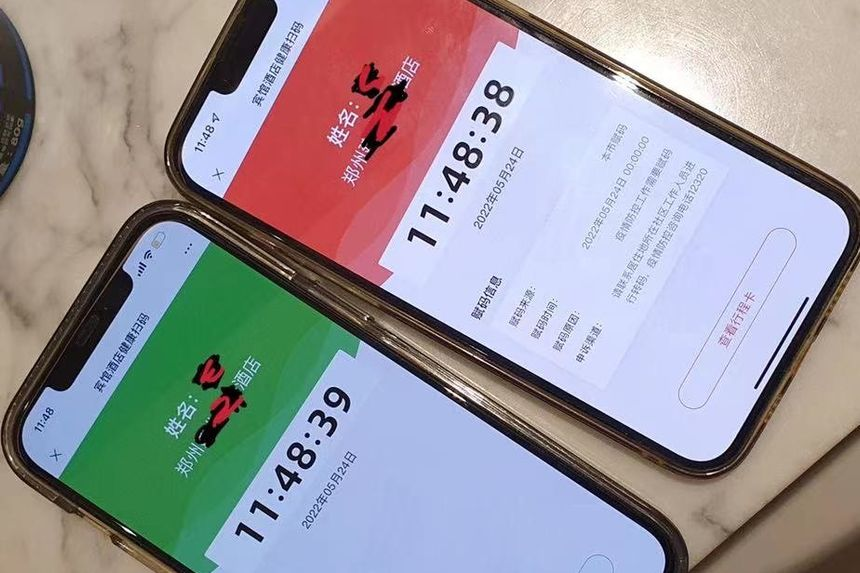 11:48
宾馆酒店健康扫码
姓名：
郑州
酒店
11:48:38
2022年05月24日
赋码信息
赋码来源：
本市赋码
赋码时间：
2022年05月24日 00:00:00
赋码原因：
疫情防控工作需要赋码
申诉渠道：
请联系居住地所在社区工作人员进
行转码，疫情防控咨询电话12320
查看行程卡
11:48
宾馆酒店健康扫码
姓名：
郑州
酒店
11:48:39
2022年05月24日
80g